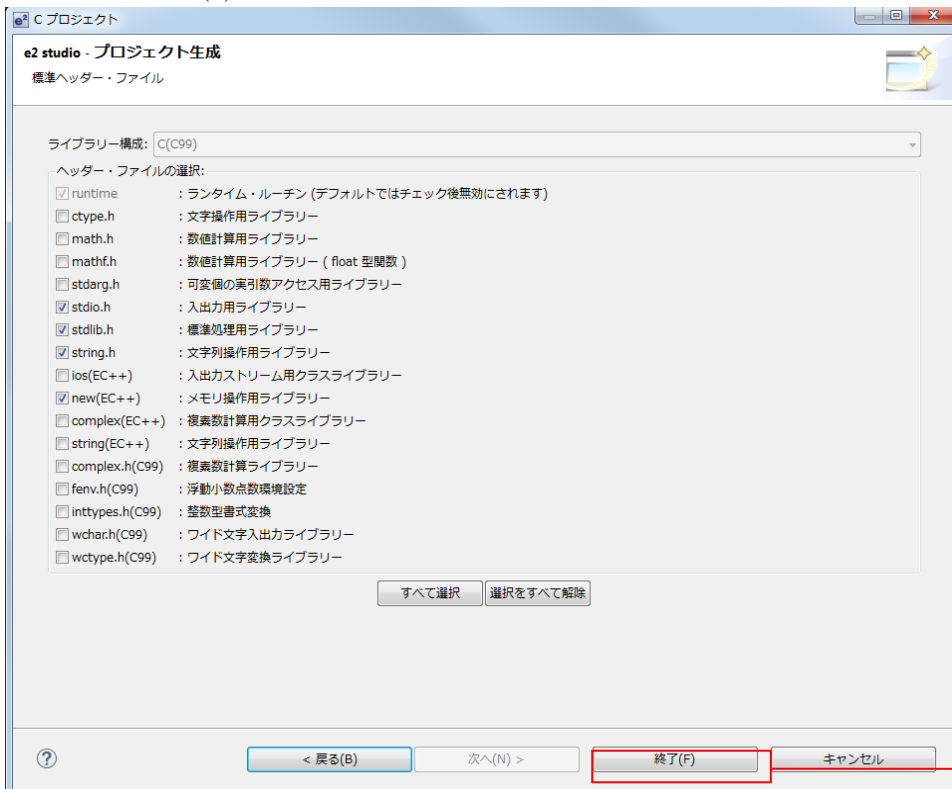 e² C プロジェクト
e2 studio - プロジェクト生成
標準ヘッダー・ファイル
ライブラリー構成: C(C99)
ヘッダー・ファイルの選択:
runtime : ランタイム・ルーチン (デフォルトではチェック後無効にされます)
ctype.h : 文字操作用ライブラリー
math.h : 数値計算用ライブラリー
mathf.h : 数値計算用ライブラリー ( float 型関数 )
stdarg.h : 可変個の実引数アクセス用ライブラリー
stdio.h : 入出力用ライブラリー
stdlib.h : 標準処理用ライブラリー
string.h : 文字列操作用ライブラリー
ios(EC++) : 入出力ストリーム用クラスライブラリー
new(EC++) : メモリ操作用ライブラリー
complex(EC++) : 複素数計算用クラスライブラリー
string(EC++) : 文字列操作用ライブラリー
complex.h(C99) : 複素数計算ライブラリー
fenv.h(C99) : 浮動小数点数環境設定
inttypes.h(C99) : 整数型書式変換
wchar.h(C99) : ワイド文字入出力ライブラリー
wctype.h(C99) : ワイド文字変換ライブラリー
すべて選択 選択をすべて解除
? < 戻る(B) 次へ(N) > 終了(F) キャンセル